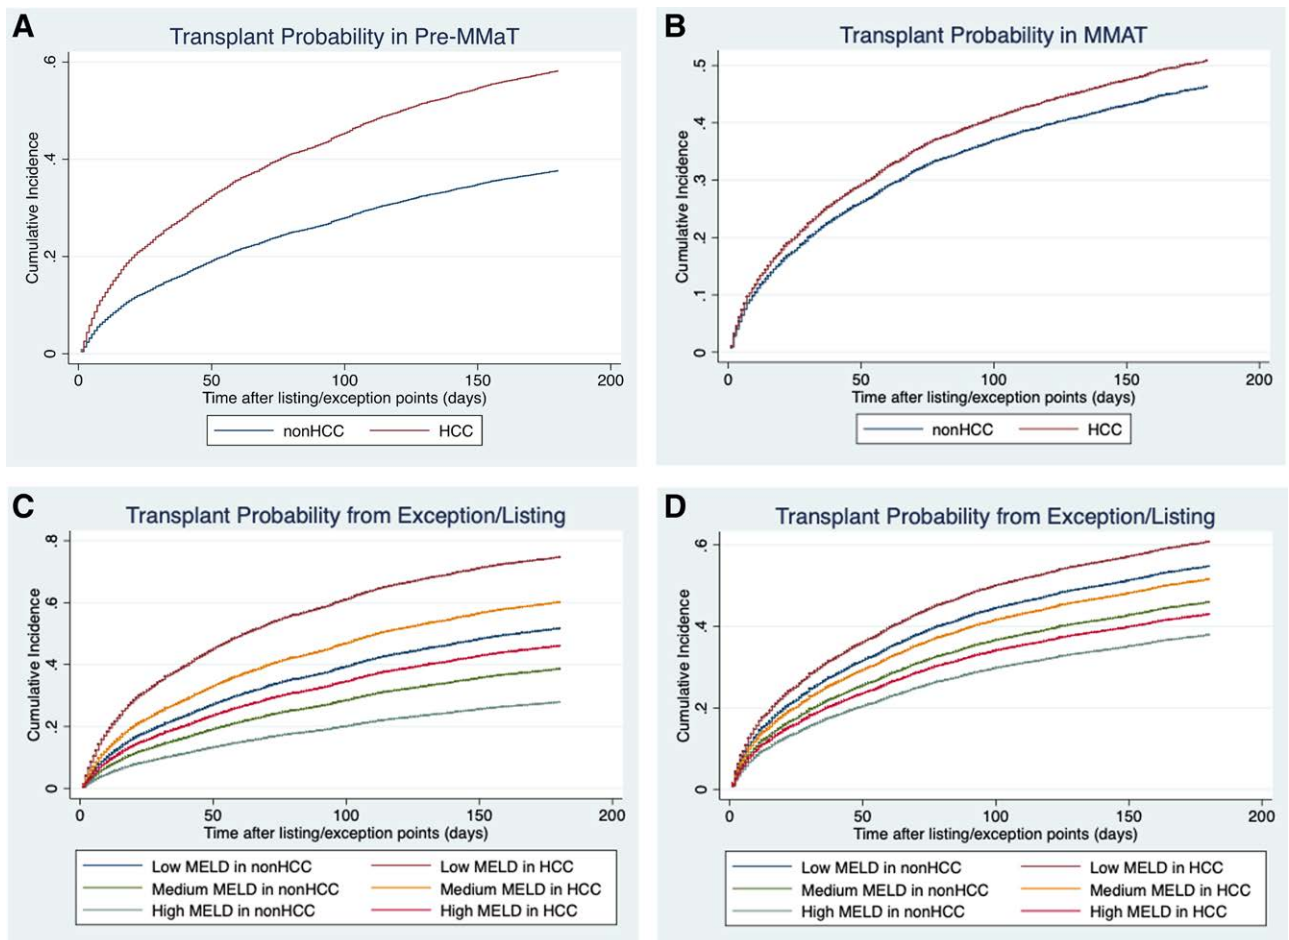 A
Transplant Probability in Pre-MMaT
Cumulative Incidence
.6
.4
.2
0
0 50 100 150 200
Time after listing/exception points (days)
nonHCC HCC
B
Transplant Probability in MMAT
Cumulative Incidence
.5
.4
.3
.2
.1
0
0 50 100 150 200
Time after listing/exception points (days)
nonHCC HCC
C
Transplant Probability from Exception/Listing
Cumulative Incidence
.8
.6
.4
.2
0
0 50 100 150 200
Time after listing/exception points (days)
Low MELD in nonHCC Low MELD in HCC
Medium MELD in nonHCC Medium MELD in HCC
High MELD in nonHCC High MELD in HCC
D
Transplant Probability from Exception/Listing
Cumulative Incidence
.6
.4
.2
0
0 50 100 150 200
Time after listing/exception points (days)
Low MELD in nonHCC Low MELD in HCC
Medium MELD in nonHCC Medium MELD in HCC
High MELD in nonHCC High MELD in HCC